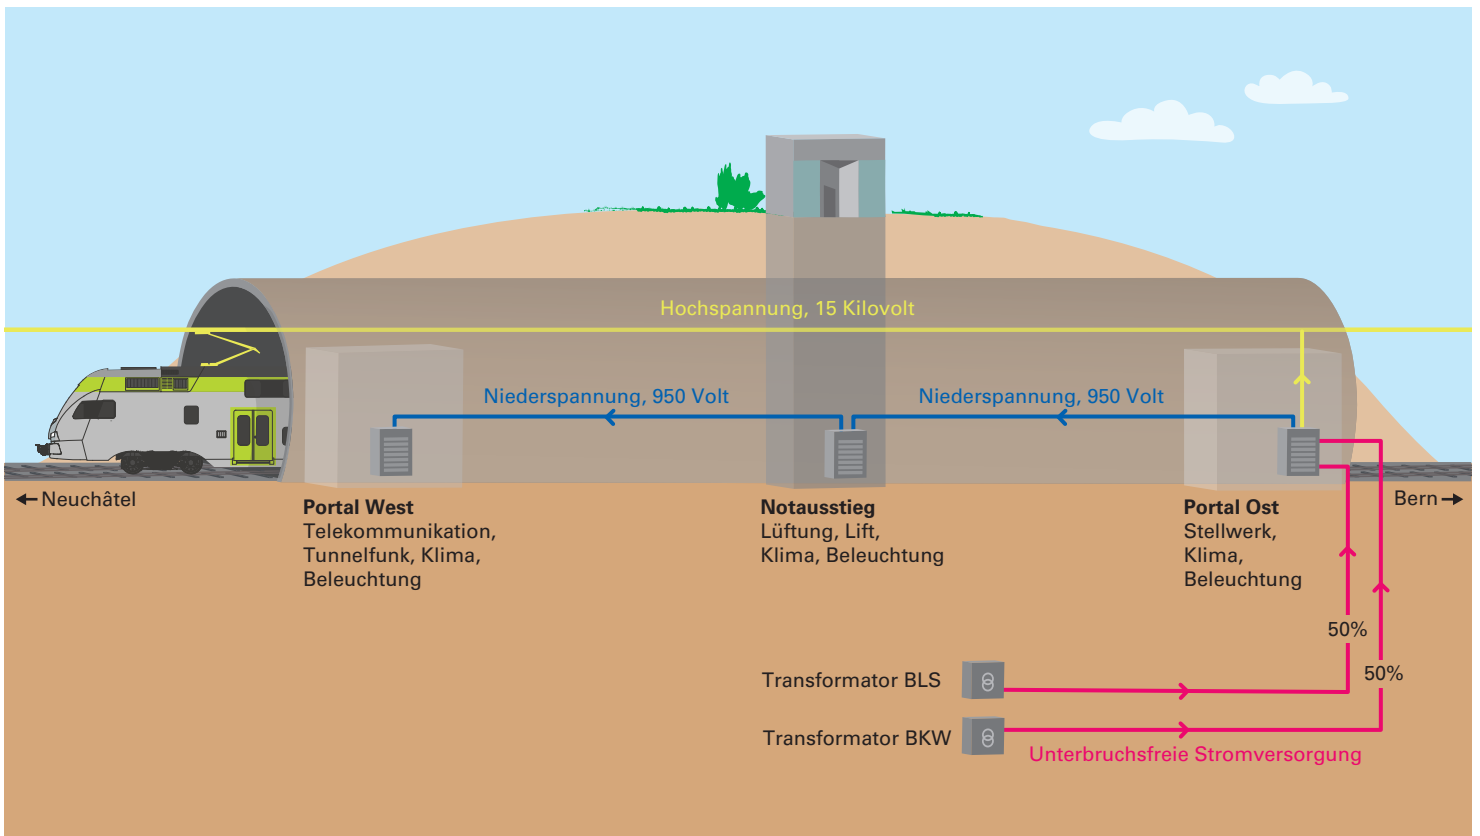 Hochspannung, 15 Kilovolt
Niederspannung, 950 Volt
Niederspannung, 950 Volt
← Neuchâtel
Bern →
Portal West
Telekommunikation,
Tunnelfunk, Klima,
Beleuchtung
Notausstieg
Lüftung, Lift,
Klima, Beleuchtung
Portal Ost
Stellwerk,
Klima,
Beleuchtung
50%
50%
Transformator BLS
Transformator BKW
Unterbruchsfreie Stromversorgung